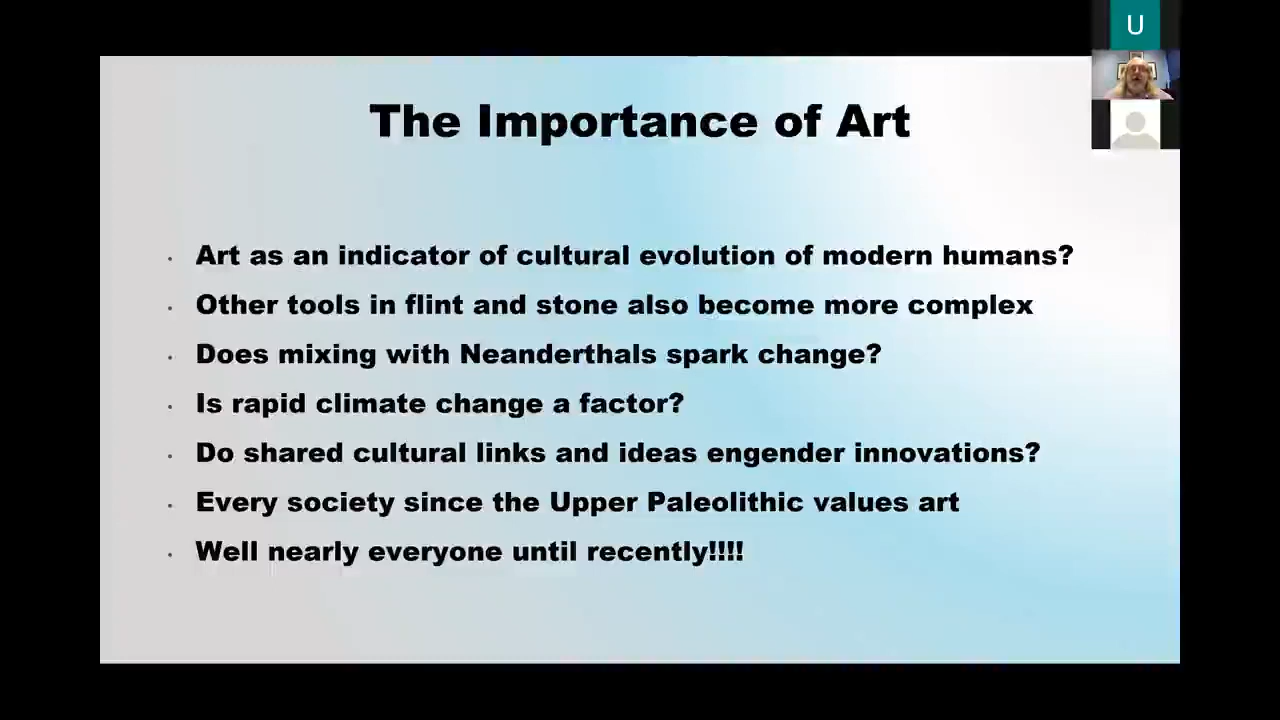 U
The Importance of Art
· Art as an indicator of cultural evolution of modern humans?
· Other tools in flint and stone also become more complex
· Does mixing with Neanderthals spark change?
· Is rapid climate change a factor?
· Do shared cultural links and ideas engender innovations?
· Every society since the Upper Paleolithic values art
· Well nearly everyone until recently!!!!